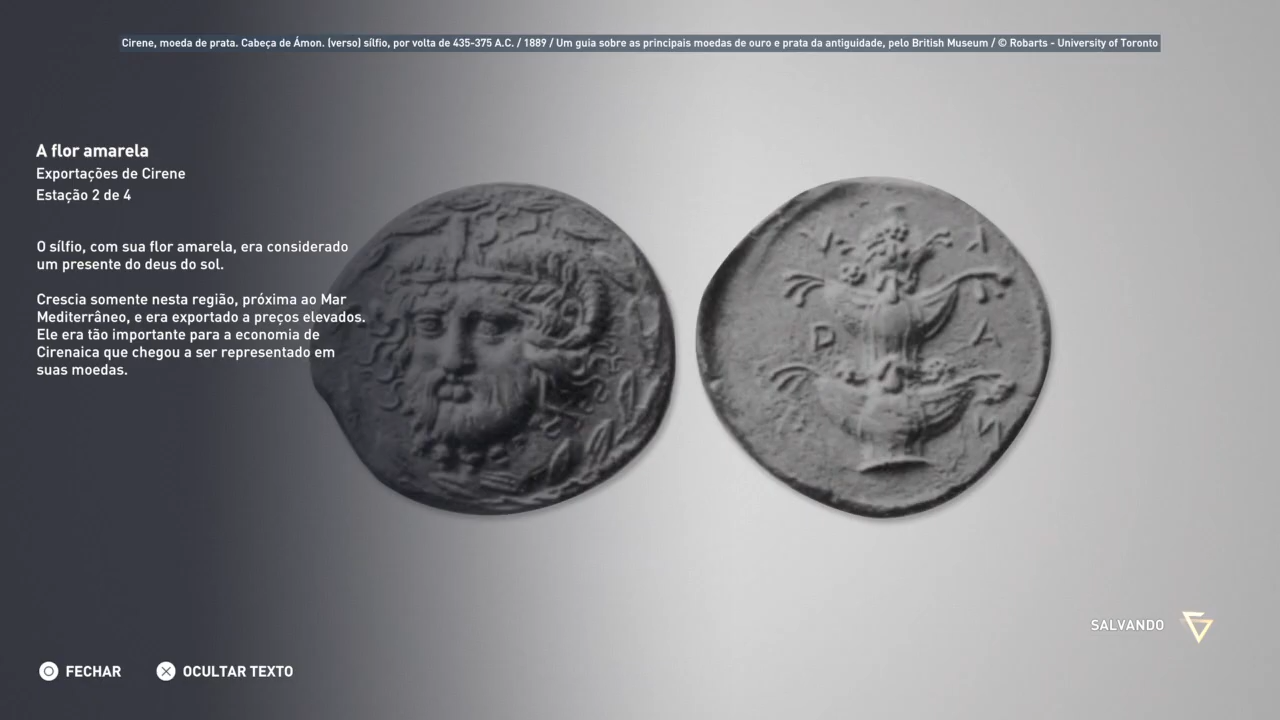 Cirene, moeda de prata. Cabeça de Ámon. (verso) sílfio, por volta de 435-375 A.C. / 1889 / Um guia sobre as principais moedas de ouro e prata da antiguidade, pelo British Museum / © Robarts - University of Toronto
A flor amarela
Exportações de Cirene
Estação 2 de 4
O sílfio, com sua flor amarela, era considerado
um presente do deus do sol.
Crescia somente nesta região, próxima ao Mar
Mediterrâneo, e era exportado a preços elevados.
Ele era tão importante para a economia de
Cirenaica que chegou a ser representado em
suas moedas.
SALVANDO
FECHAR
OCULTAR TEXTO